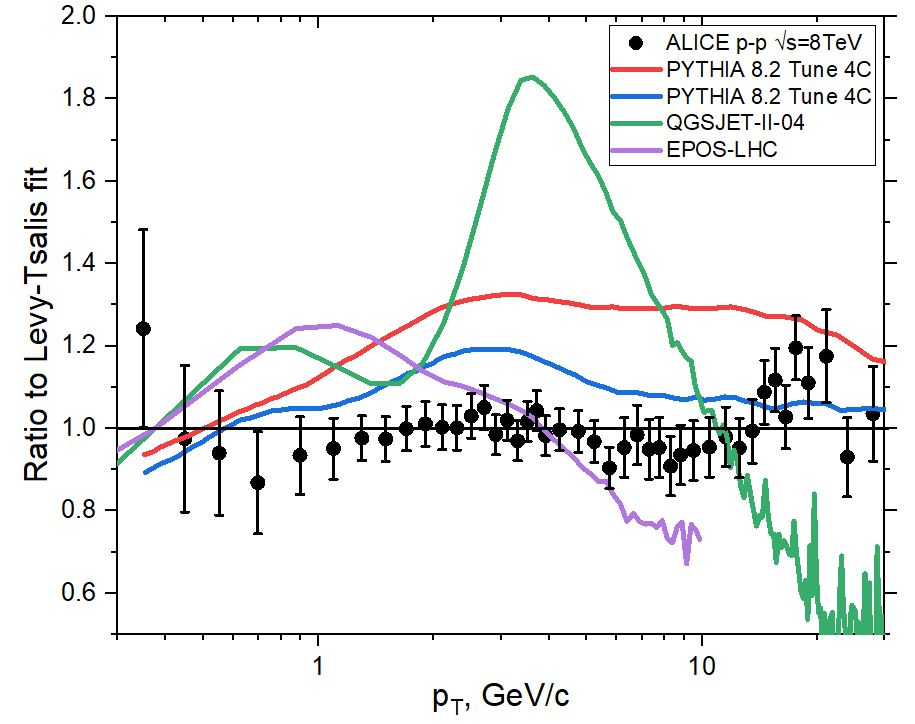 2.0
1.8
1.6
1.4
1.2
1.0
0.8
0.6
Ratio to Levy-Tsalis fit
ALICE p-p √s=8TeV
PYTHIA 8.2 Tune 4C
PYTHIA 8.2 Tune 4C
QGSJET-II-04
EPOS-LHC
1
10
pT, GeV/c